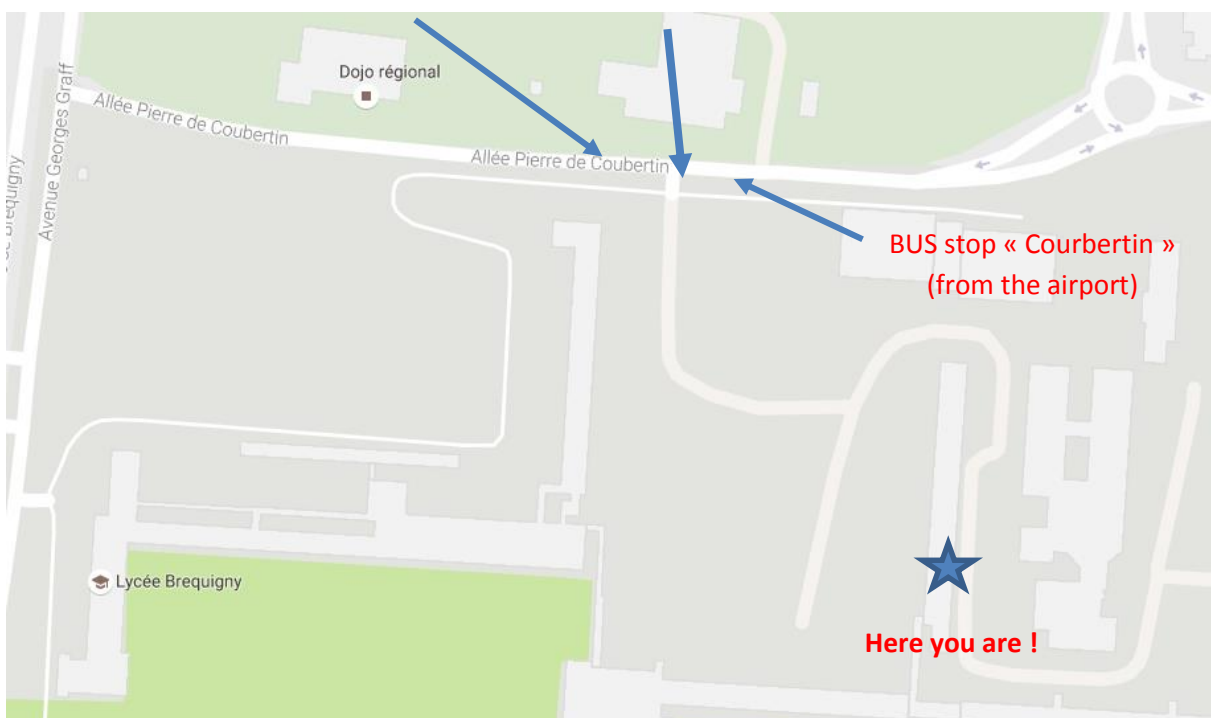 Dojo régional
Allée Pierre de Coubertin
Avenue Georges Graff
Allée Pierre de Coubertin
Brequigny
BUS stop « Courbertin »
(from the airport)
Lycée Brequigny
Here you are !